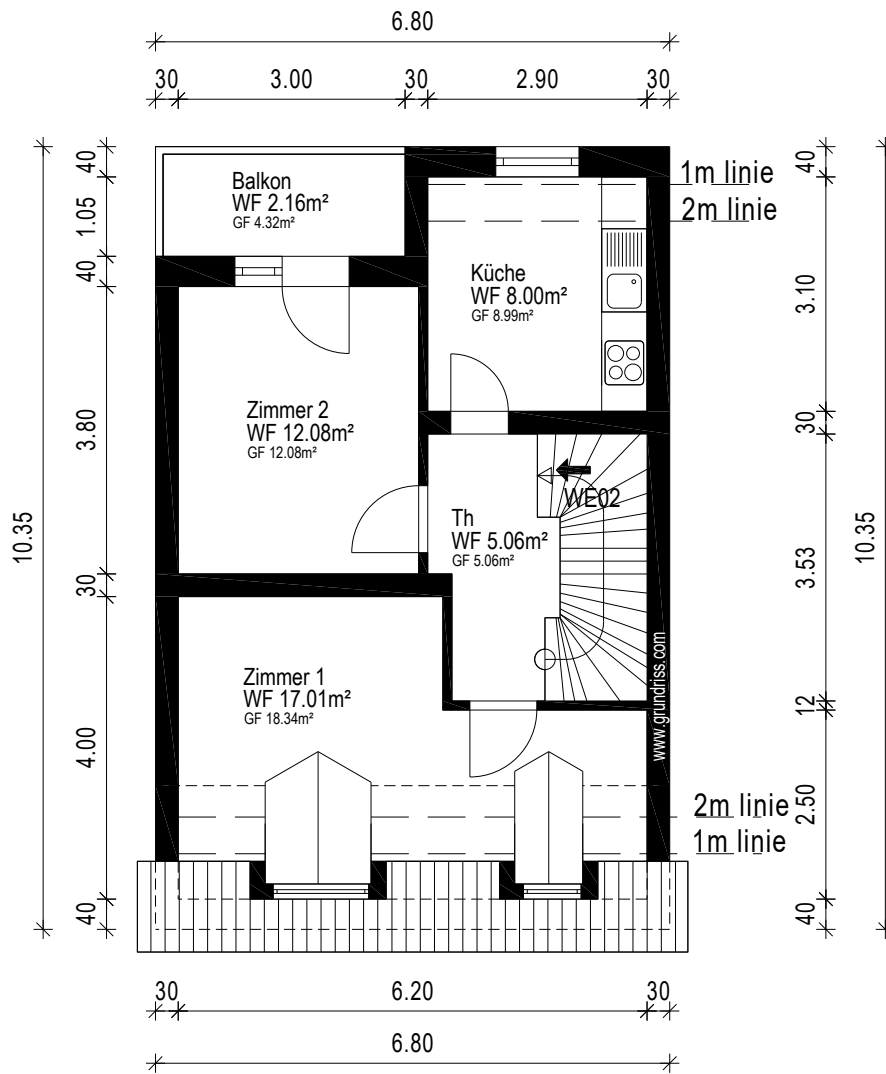 6.80
30 3.00 30 2.90 30
40
1.05
40
3.80
30
4.00
40
10.35
Balkon
WF 2.16m²
GF 4.32m²
1m linie
2m linie
Küche
WF 8.00m²
GF 8.99m²
Zimmer 2
WF 12.08m²
GF 12.08m²
WE02
Th
WF 5.06m²
GF 5.06m²
Zimmer 1
WF 17.01m²
GF 18.34m²
www.grundriss.com
2m linie
1m linie
40
3.10
30
3.53
12
2.50
40
10.35
30 6.20 30
6.80